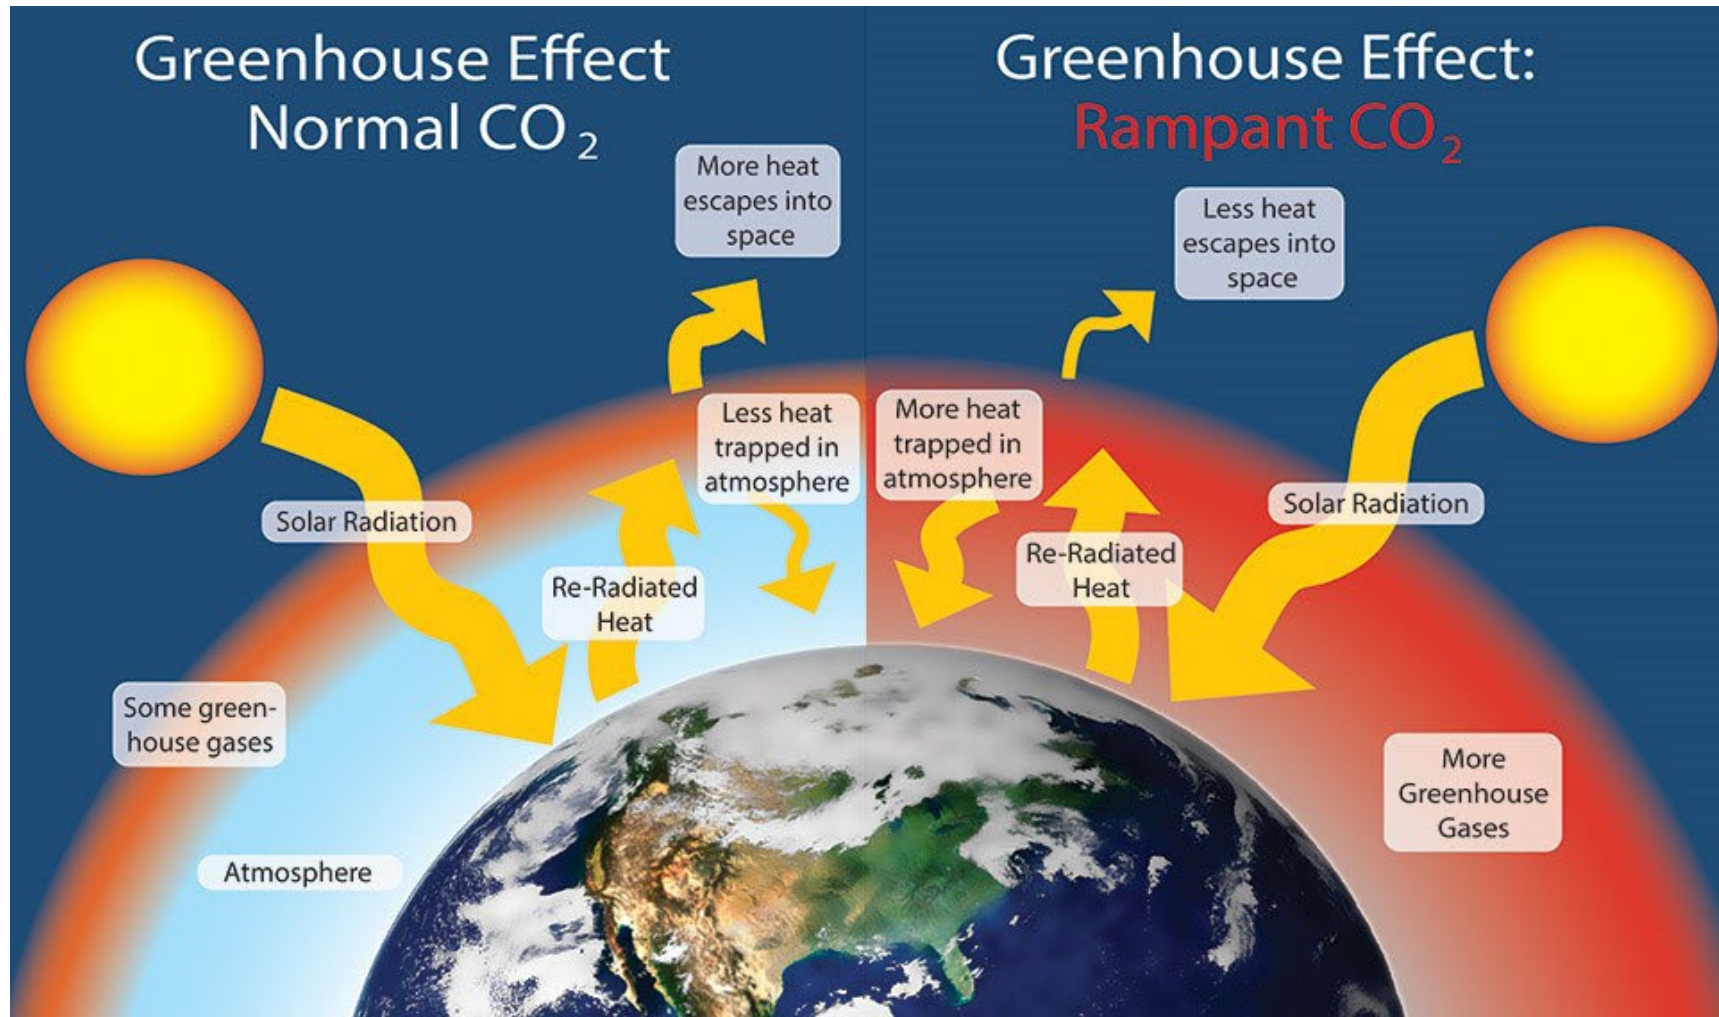 Greenhouse Effect
Normal CO₂
More heat
escapes into
space
Less heat
trapped in
atmosphere
Solar Radiation
Re-Radiated
Heat
Some green-
house gases
Atmosphere
Greenhouse Effect:
Rampant CO₂
Less heat
escapes into
space
More heat
trapped in
atmosphere
Re-Radiated
Heat
Solar Radiation
More
Greenhouse
Gases